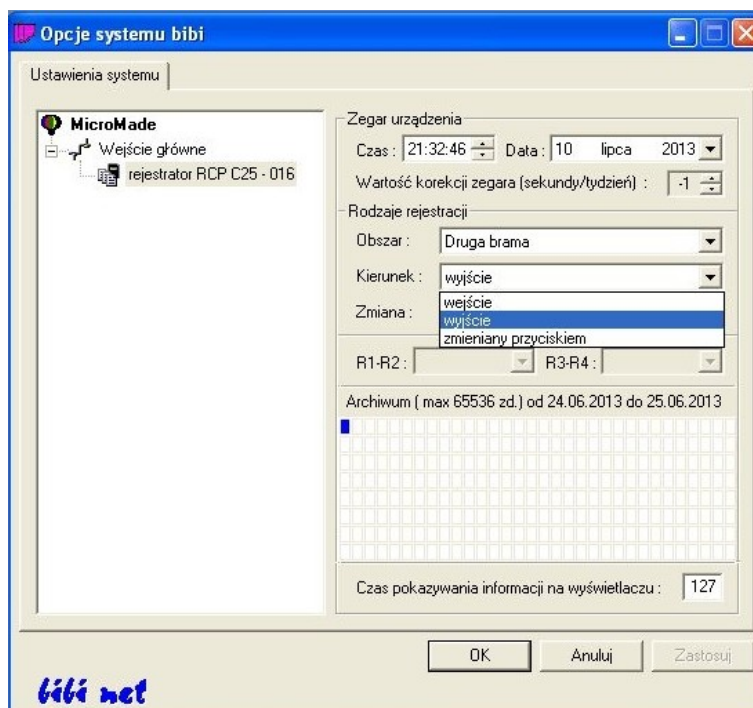 Opcje systemu bibi
Ustawienia systemu
MicroMade
Wejście główne
rejestrator RCP C25 - 016
Zegar urządzenia
Czas : 21:32:46 Data : 10 lipca 2013
Wartość korekcji zegara (sekundy/tydzień) : -1
Rodzaje rejestracji
Obszar : Druga brama
Kierunek : wyjście
wejście
Zmiana : wyjście
zmieniany przyciskiem
R1-R2 : R3-R4 :
Archiwum ( max 65536 zd.) od 24.06.2013 do 25.06.2013
Czas pokazywania informacji na wyświetlaczu : 127
OK Anuluj Zastosuj
bibi net